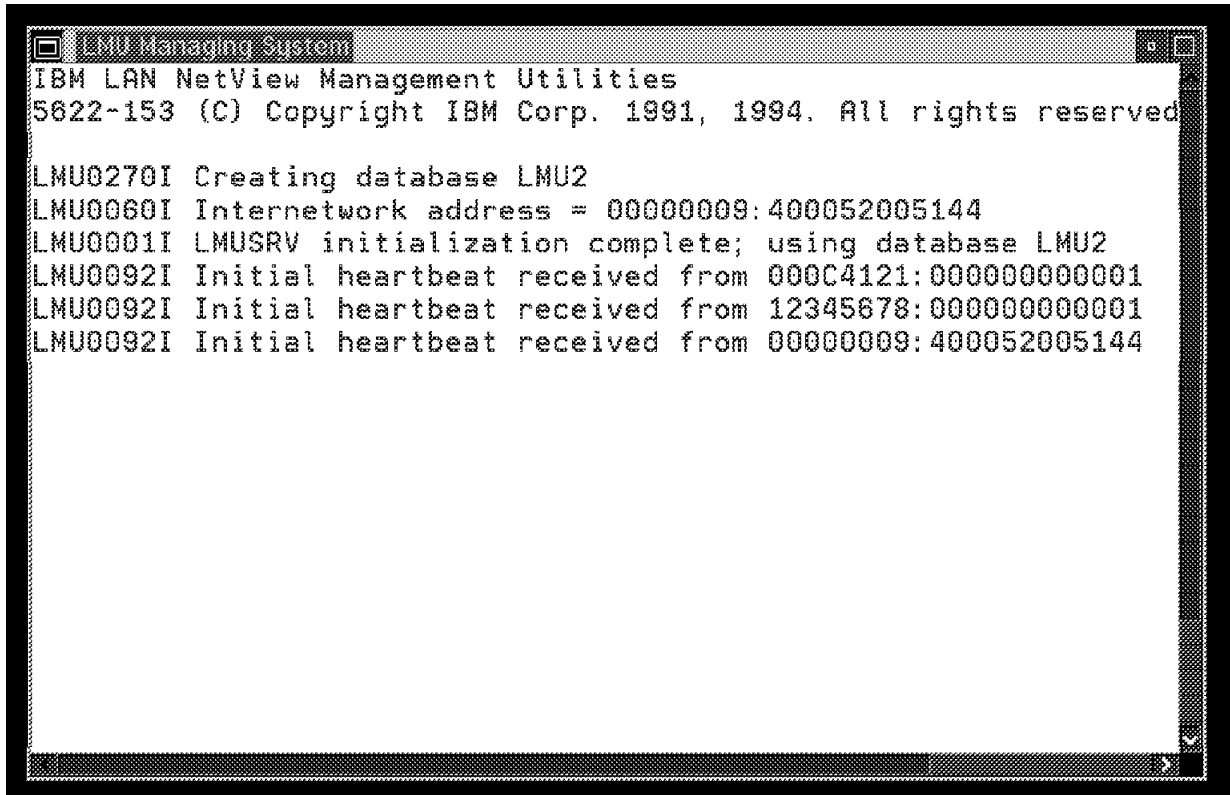 LMU Managing System
IBM LAN NetView Management Utilities
5622-153 (C) Copyright IBM Corp. 1991, 1994. All rights reserved
LMU0270I Creating database LMU2
LMU0060I Internetwork address = 00000009:400052005144
LMU0001I LMUSRV initialization complete; using database LMU2
LMU0092I Initial heartbeat received from 000C4121:000000000001
LMU0092I Initial heartbeat received from 12345678:000000000001
LMU0092I Initial heartbeat received from 00000009:400052005144